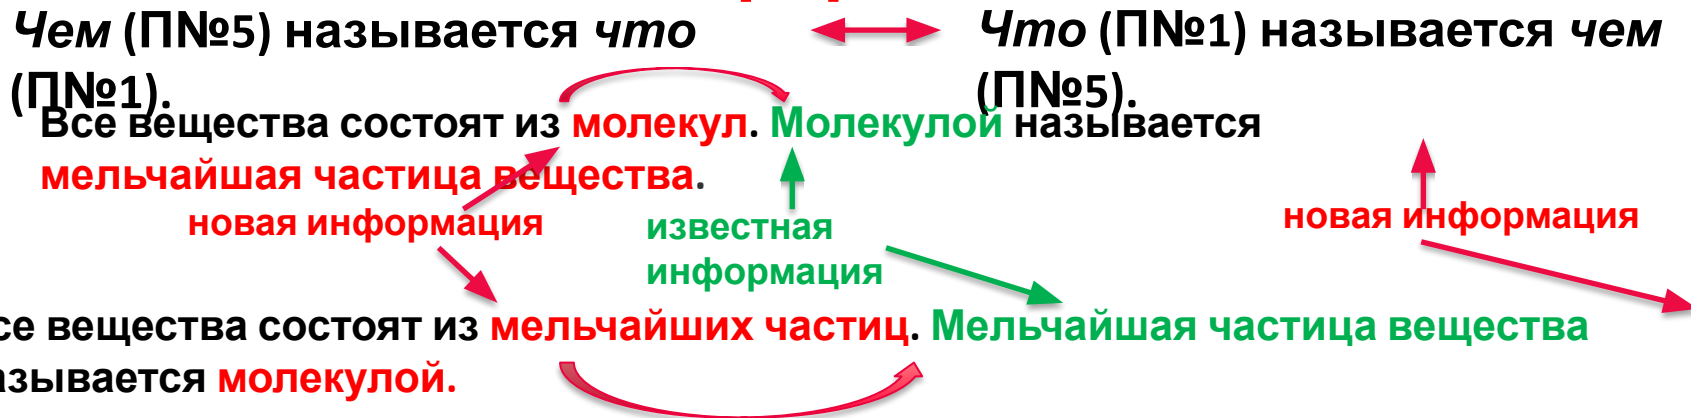 Чем (П№5) называется что
(П№1).
Что (П№1) называется чем
(П№5).
Все вещества состоят из молекул. Молекулой называется
мельчайшая частица вещества.
новая информация
известная
информация
новая информация
се вещества состоят из мельчайших частиц. Мельчайшая частица вещества
азывается молекулой.